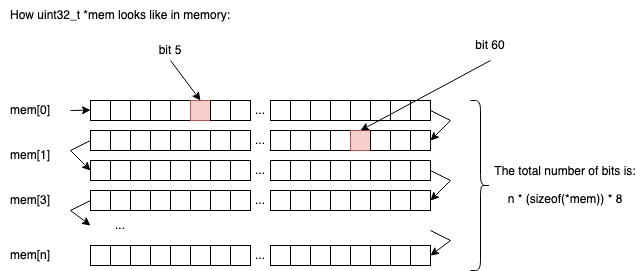 How uint32_t *mem looks like in memory:
bit 5
bit 60
mem[0]
...
mem[1]
...
...
The total number of bits is:
mem[3]
...
n * (sizeof(*mem)) * 8
...
mem[n]
...